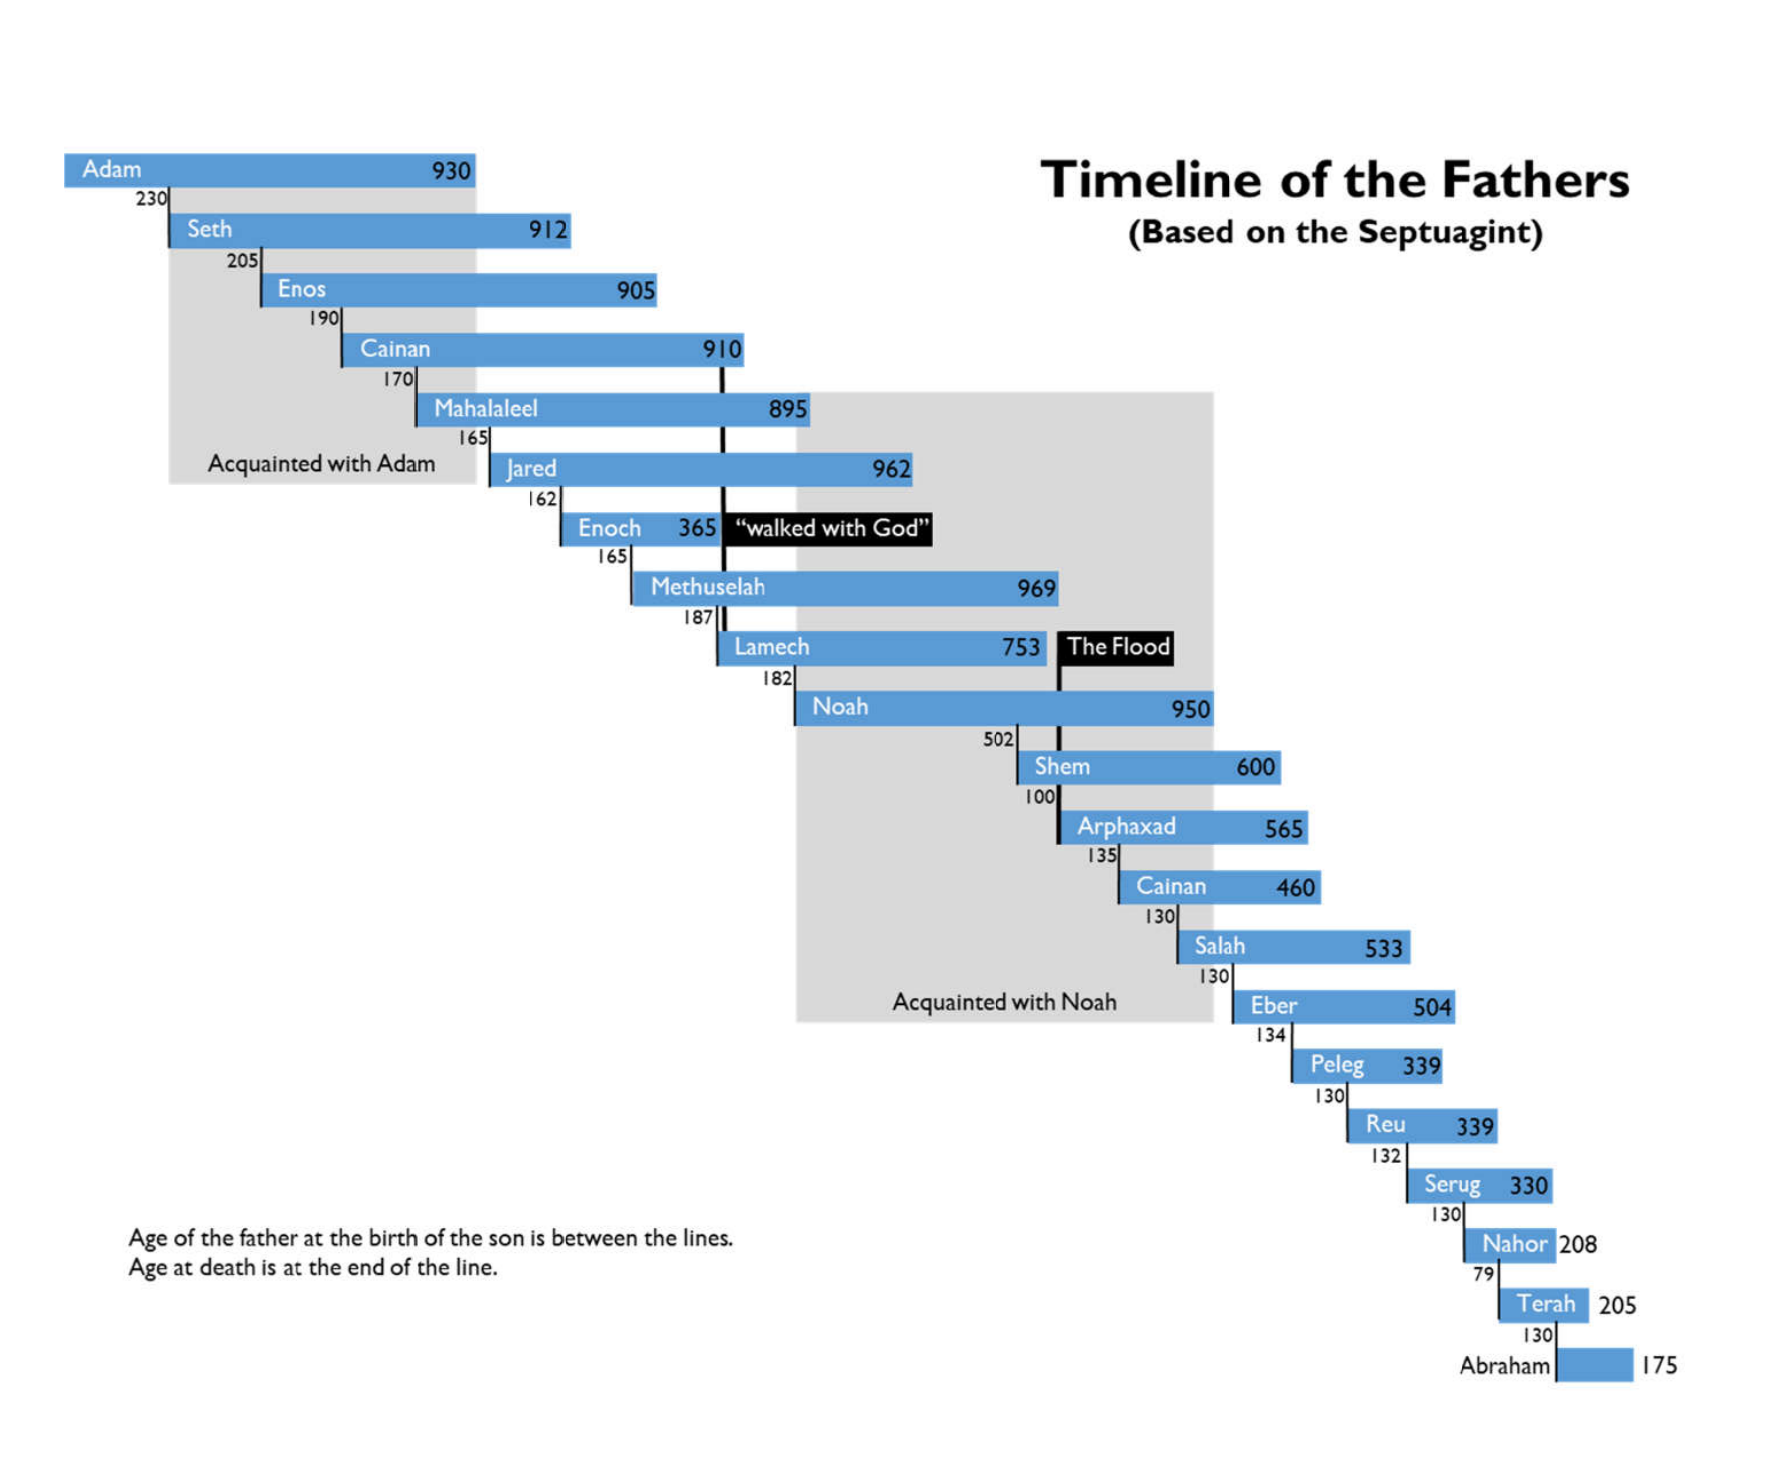 Timeline of the Fathers
(Based on the Septuagint)
Adam 930
230
Seth 912
205
Enos 905
190
Cainan 910
170
Mahalaleel 895
165
Acquainted with Adam
Jared 962
162
Enoch 365 “walked with God”
165
Methuselah 969
187
Lamech 753 The Flood
182
Noah 950
502
Shem 600
100
Arphaxad 565
135
Cainan 460
130
Salah 533
130
Acquainted with Noah
Eber 504
134
Peleg 339
130
Reu 339
132
Serug 330
130
Nahor 208
79
Terah 205
130
Abraham 175
Age of the father at the birth of the son is between the lines.
Age at death is at the end of the line.